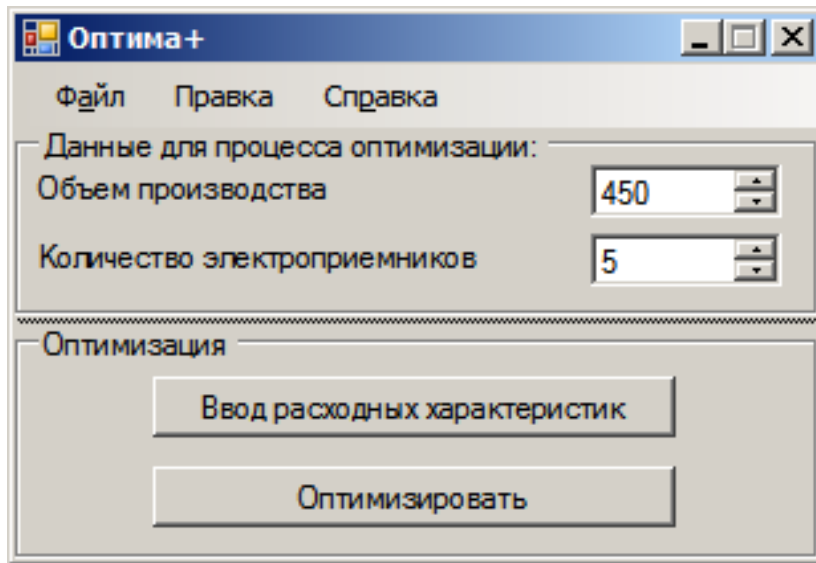 Оптима+
Файл Правка Справка
Данные для процесса оптимизации:
Объем производства 450
Количество электроприемников 5
Оптимизация
Ввод расходных характеристик
Оптимизировать